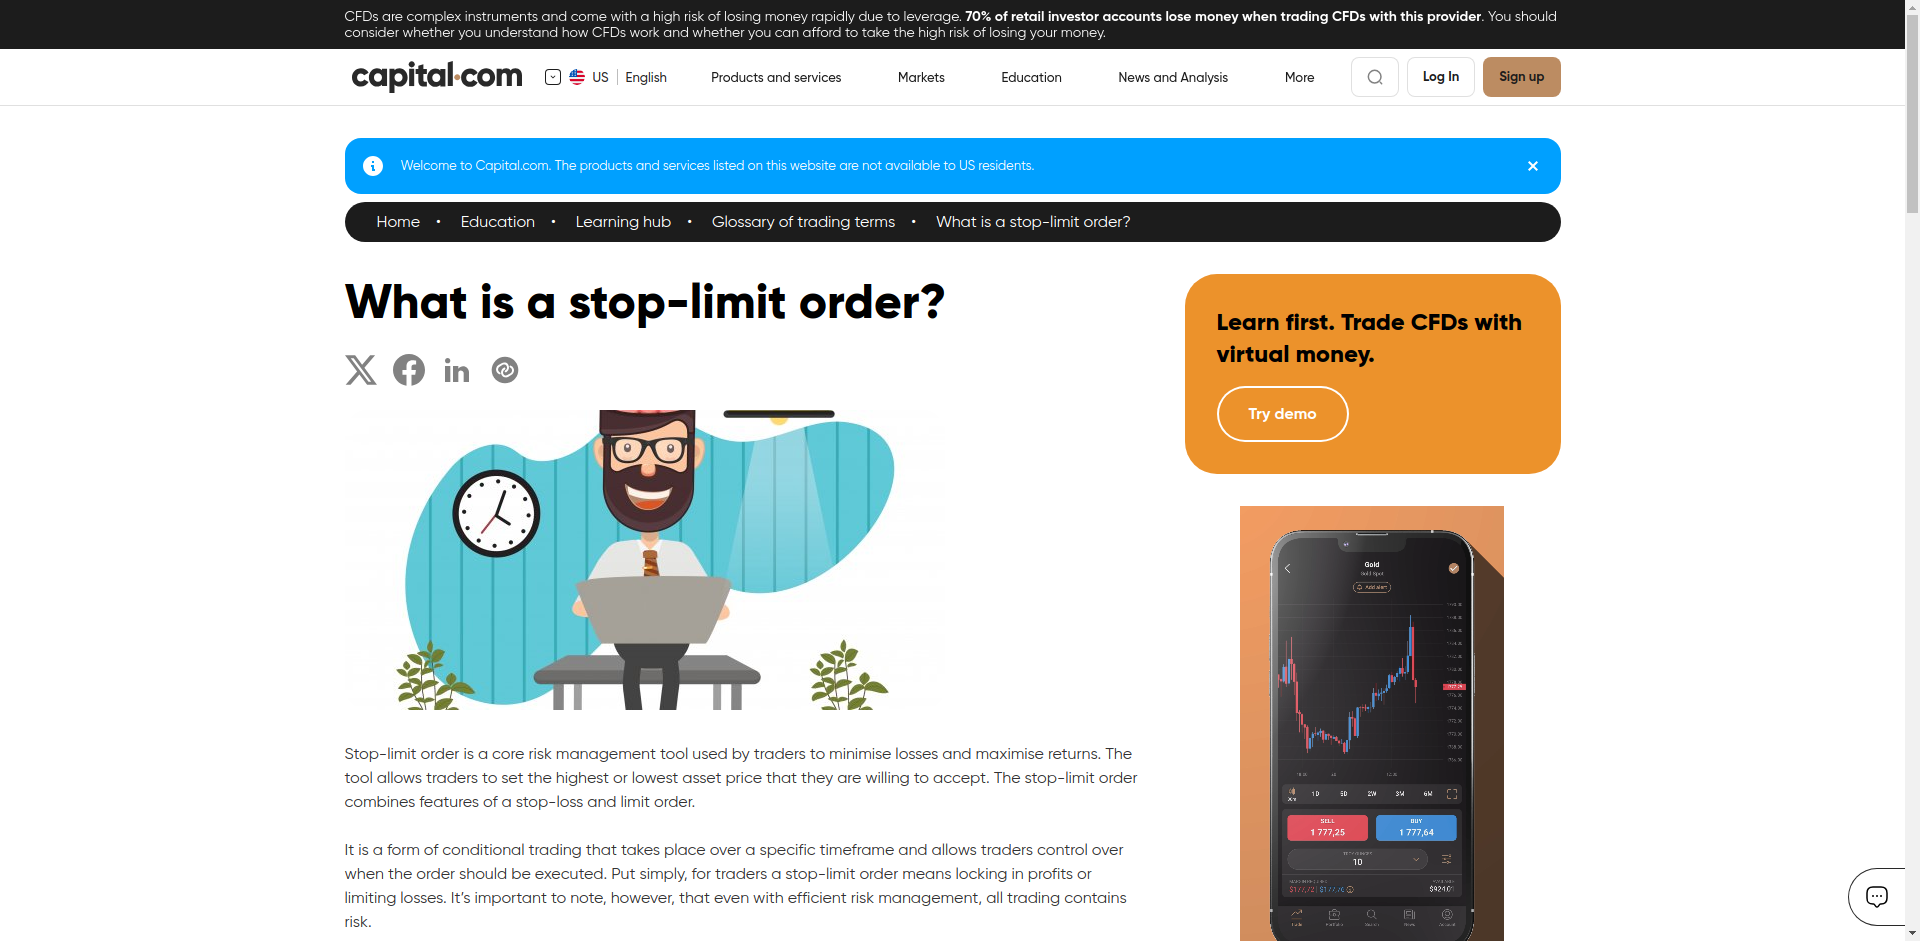 CFDs are complex instruments and come with a high risk of losing money rapidly due to leverage. 70% of retail investor accounts lose money when trading CFDs with this provider. You should
consider whether you understand how CFDs work and whether you can afford to take the high risk of losing your money.
capital.com
US
English
Products and services
Markets
Education
News and Analysis
More
Log In
Sign up
Welcome to Capital.com. The products and services listed on this website are not available to US residents.
Home • Education • Learning hub • Glossary of trading terms • What is a stop-limit order?
What is a stop-limit order?
Learn first. Trade CFDs with
virtual money.
Try demo
Gold
Gold Spot
Add alert
1D 5D 2W 3M 6M
SELL
1 777,25
BUY
1 777,64
10
$924.01
Stop-limit order is a core risk management tool used by traders to minimise losses and maximise returns. The
tool allows traders to set the highest or lowest asset price that they are willing to accept. The stop-limit order
combines features of a stop-loss and limit order.
It is a form of conditional trading that takes place over a specific timeframe and allows traders control over
when the order should be executed. Put simply, for traders a stop-limit order means locking in profits or
limiting losses. It’s important to note, however, that even with efficient risk management, all trading contains
risk.